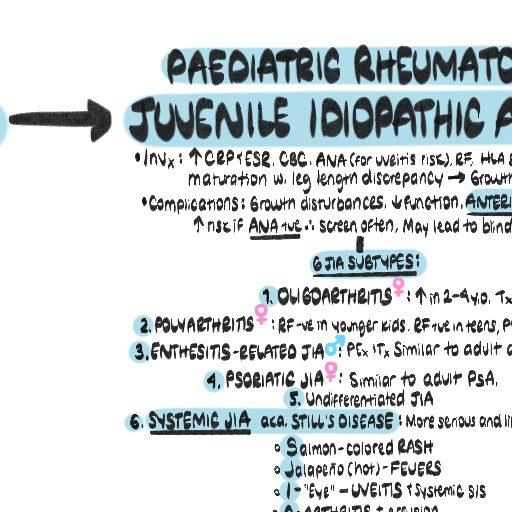 PAEDIATRIC RHEUMATO
JUVENILE IDIOPATHIC A
• Invx: ↑ CRP + ESR, CBC, ANA (for uveitis risk), RF, HLA
maturation w. leg length discrepancy → Growth
• Complications: Growth disturbances, ↓ function, ANTERI
↑ risk if ANA +ve ∴ screen often, May lead to blind
6 JIA SUBTYPES:
1. OLIGOARTHRITIS ♀: ↑ in 2-4 y.o. Tx
2. POLYARTHRITIS ♀: RF -ve in younger kids. RF +ve in teens, P
3. ENTHESITIS-RELATED JIA ♂: PEx + Tx Similar to adult a
4. PSORIATIC JIA ♀: Similar to adult PsA.
5. Undifferentiated JIA
6. SYSTEMIC JIA aka. STILL'S DISEASE: More serious and li
◦ Salmon-colored RASH
◦ Jalapeño (hot) - FEVERS
◦ I - "Eye" - UVEITIS + Systemic S/S